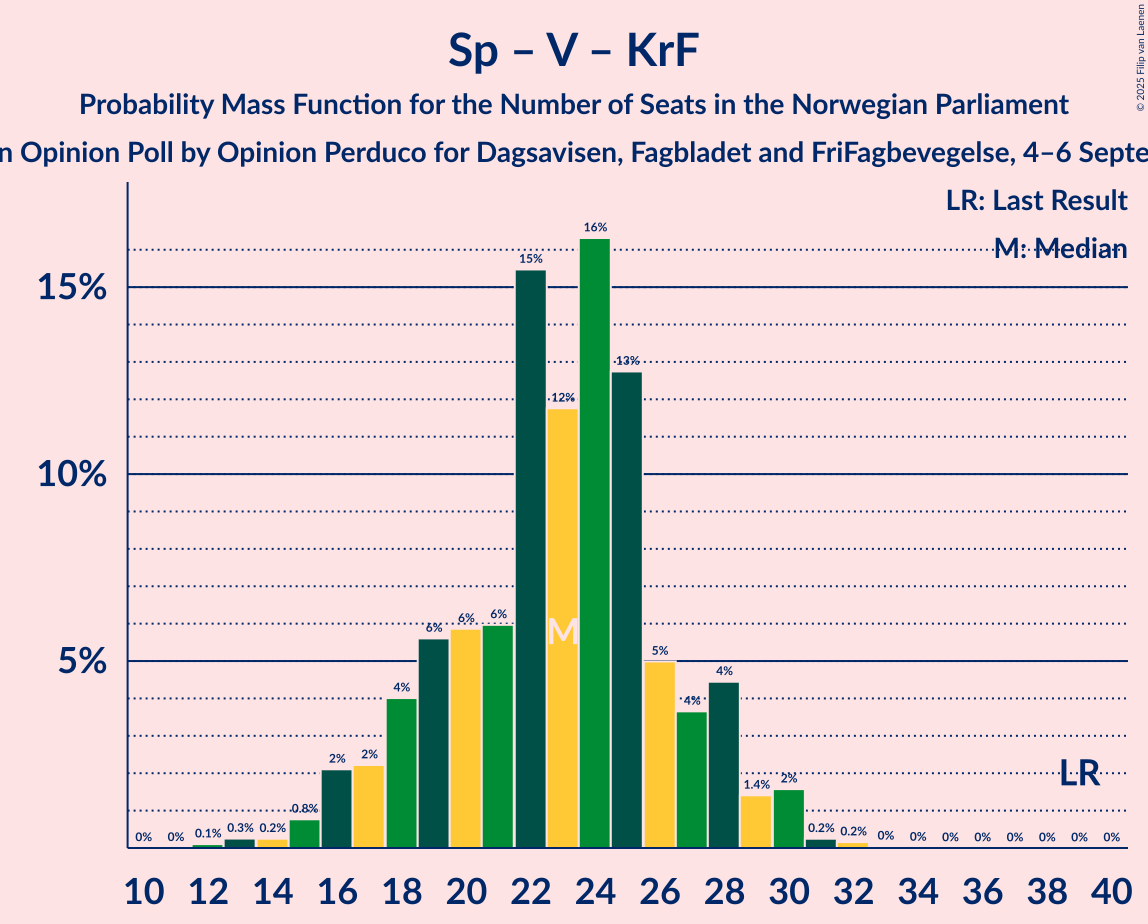 Sp – V – KrF
Probability Mass Function for the Number of Seats in the Norwegian Parliament
n Opinion Poll by Opinion Perduco for Dagsavisen, Fagbladet and FriFagbevegelse, 4–6 Septe
© 2025 Filip van Laenen
LR: Last Result
M: Median
15%
10%
5%
0% 0% 0.1% 0.3% 0.2% 0.8% 2% 2% 4% 6% 6% 6% 15% 12% 16% 13% 5% 4% 4% 1.4% 2% 0.2% 0.2% 0% 0% 0% 0% 0% 0% 0% 0%
M
LR
10 12 14 16 18 20 22 24 26 28 30 32 34 36 38 40